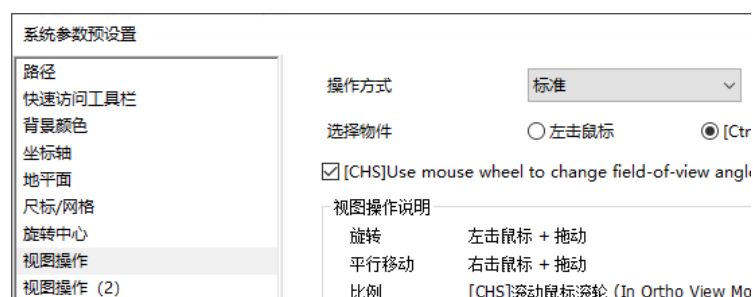 系统参数预设置
路径
快速访问工具栏
背景颜色
坐标轴
地平面
尺标/网格
旋转中心
视图操作
视图操作 (2)
操作方式 标准
选择物件 左击鼠标 [Ctr
[CHS]Use mouse wheel to change field-of-view angle
视图操作说明
旋转 左击鼠标 + 拖动
平行移动 右击鼠标 + 拖动
比例 [CHS]滚动鼠标滚轮 (In Ortho View Mo